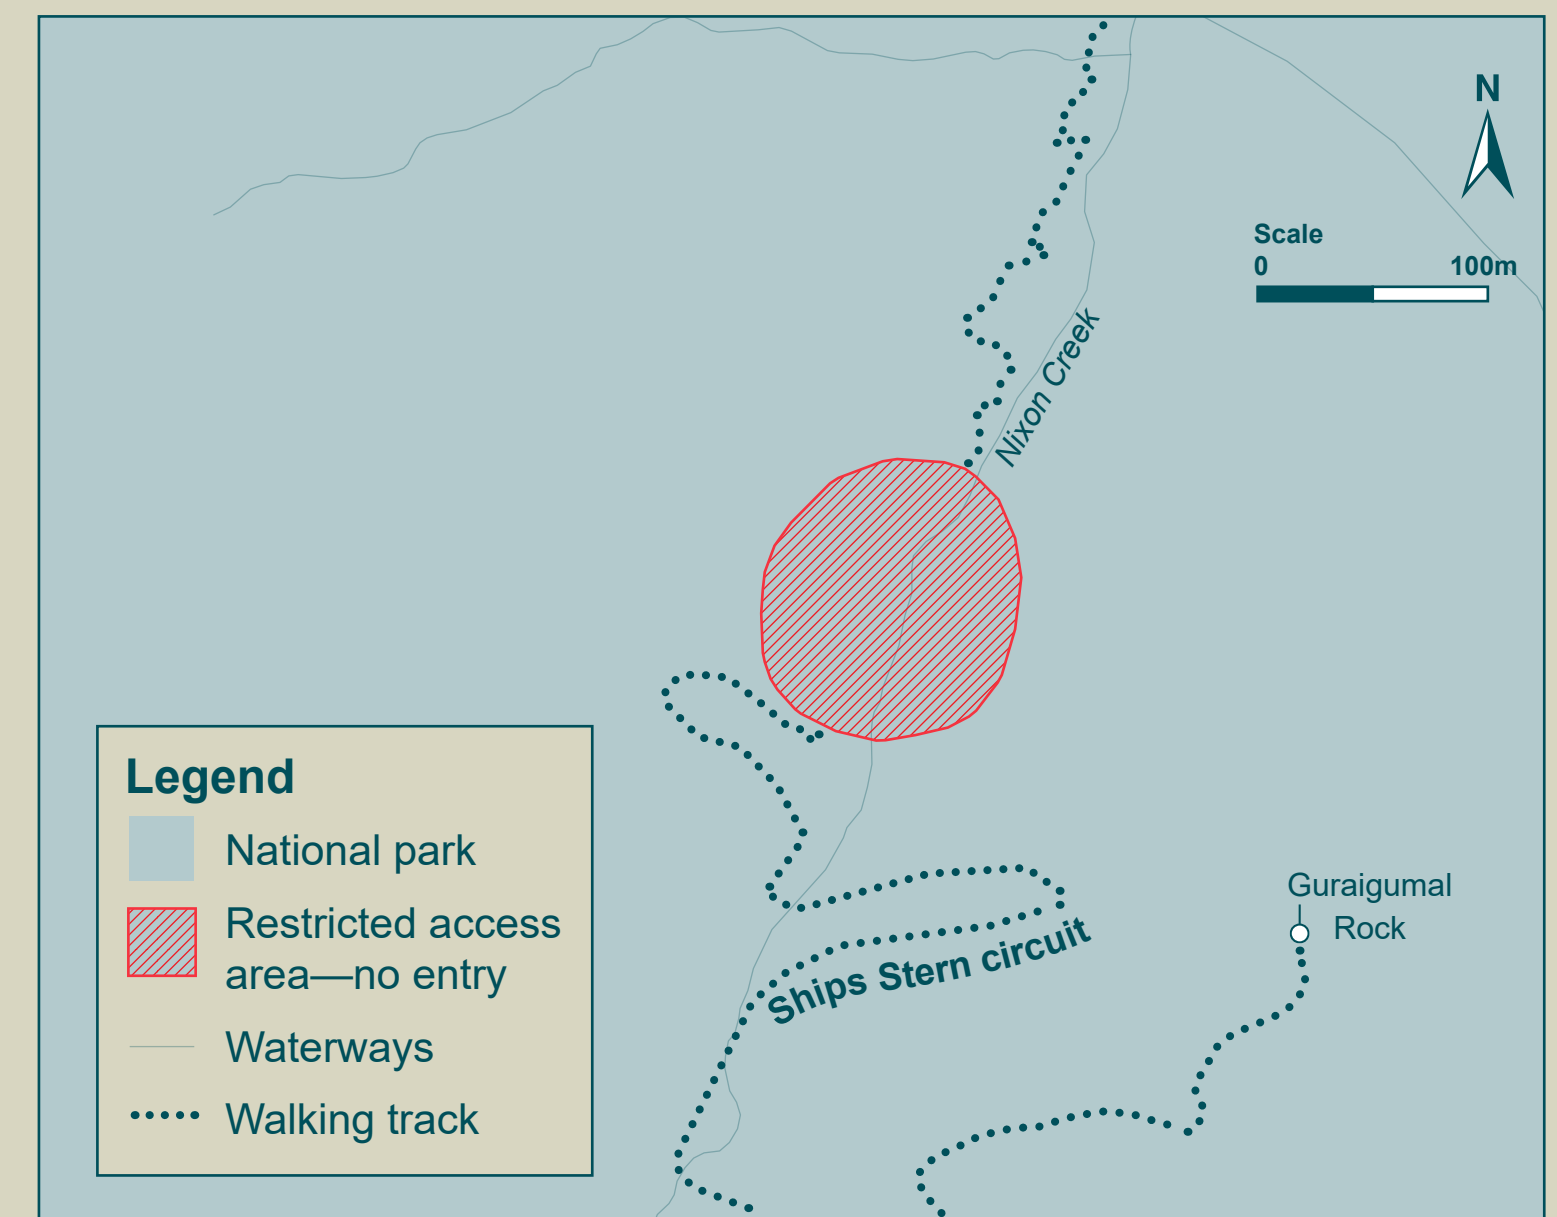 N
Scale
0 100m
Nixon Creek
Guraigumal
Rock
Ships Stern circuit
Legend
National park
Restricted access
area—no entry
Waterways
Walking track